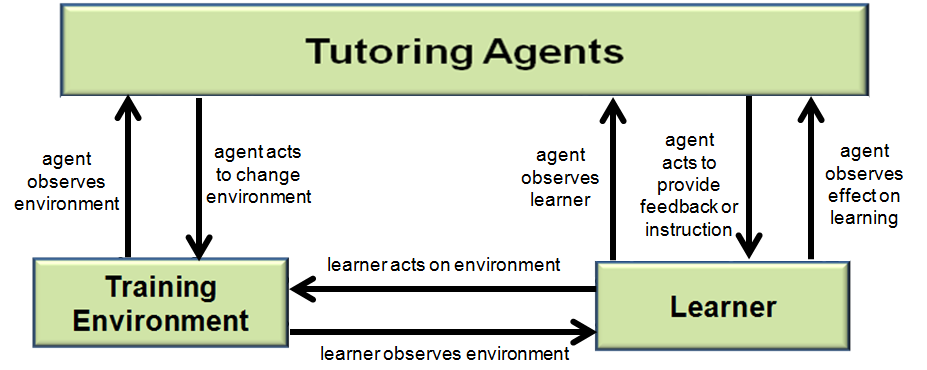 Tutoring Agents
agent
observes
environment
agent acts
to change
environment
agent
observes
learner
agent
acts to
provide
feedback or
instruction
agent
observes
effect on
learning
learner acts on environment
Training
Environment
Learner
learner observes environment